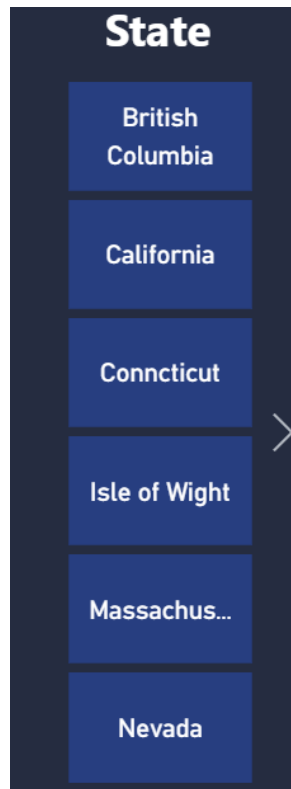 State
British
Columbia
California
Conncticut
Isle of Wight
Massachus...
Nevada